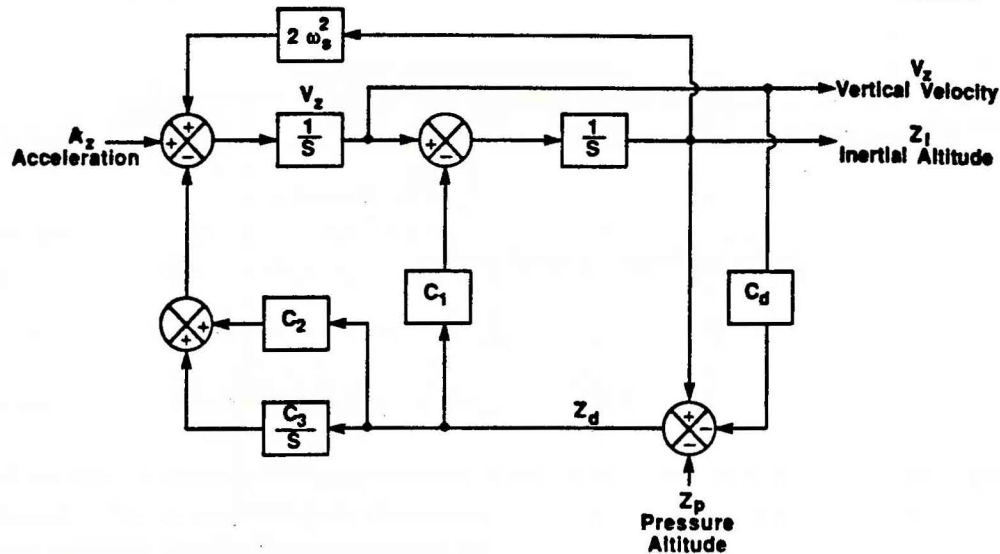 2 ω_s^2
V_z
Vertical Velocity
V_z
A_z
Acceleration
+
+
−
1
S
+
−
1
S
Z_I
Inertial Altitude
C_1
C_d
C_2
+
+
C_3
S
Z_d
+
−
−
Z_p
Pressure
Altitude